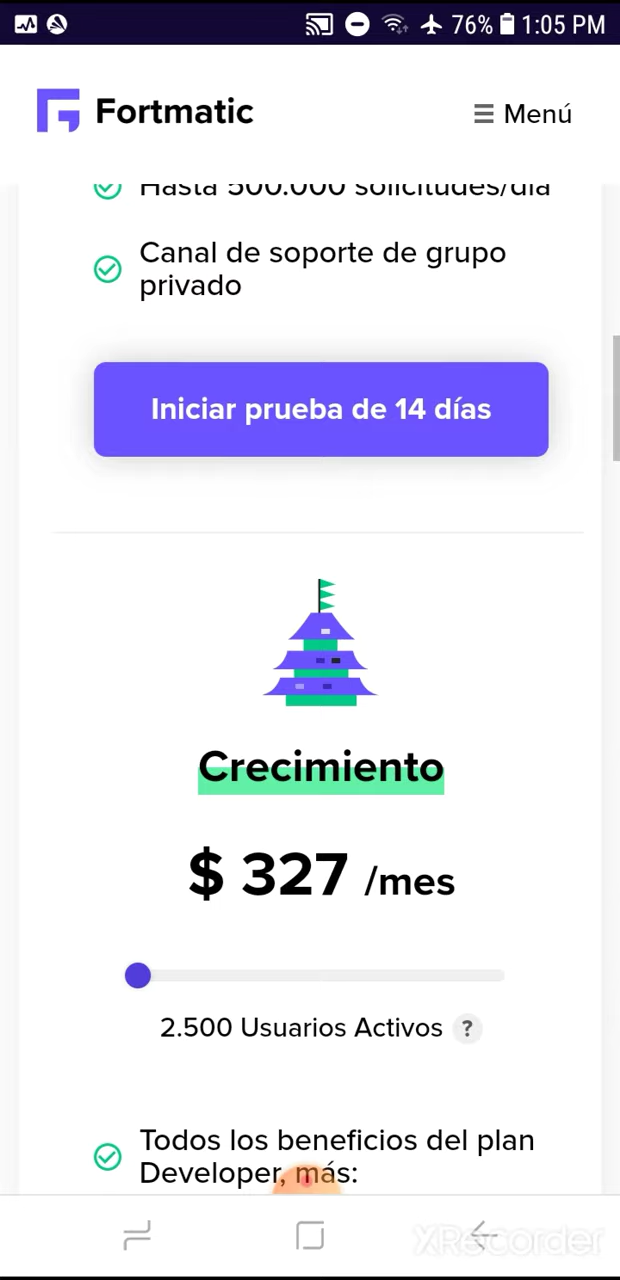 76% 1:05 PM
Fortmatic
Menú
Hasta 500.000 solicitudes/día
Canal de soporte de grupo
privado
Iniciar prueba de 14 días
Crecimiento
$ 327 /mes
2.500 Usuarios Activos ?
Todos los beneficios del plan
Developer, más:
XRecorder